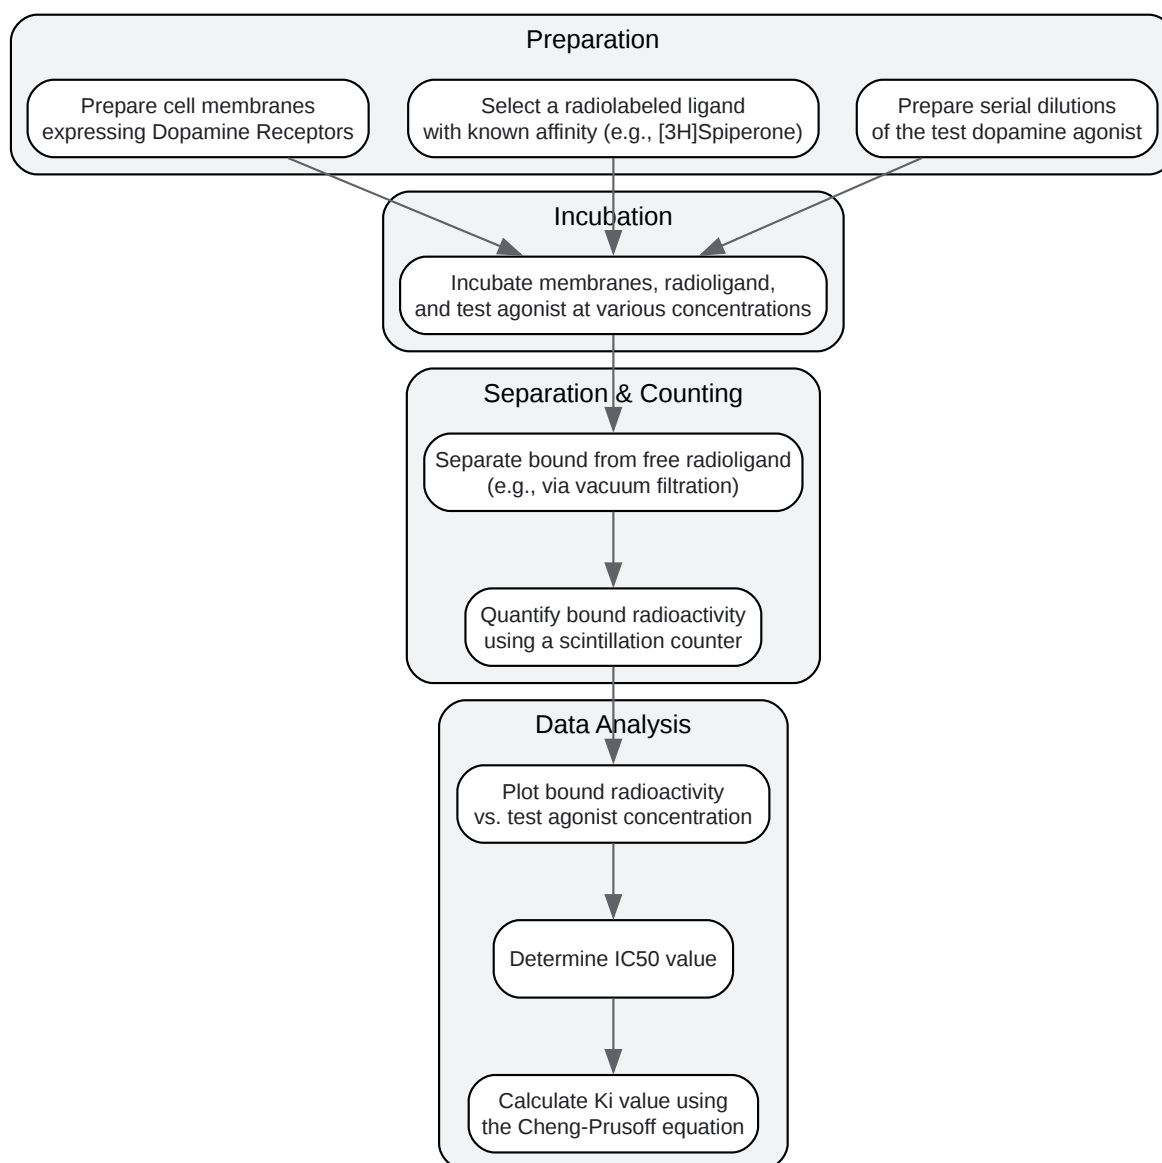 Preparation
Prepare cell membranes
expressing Dopamine Receptors
Select a radiolabeled ligand
with known affinity (e.g., [3H]Spiperone)
Prepare serial dilutions
of the test dopamine agonist
Incubation
Incubate membranes, radioligand,
and test agonist at various concentrations
Separation & Counting
Separate bound from free radioligand
(e.g., via vacuum filtration)
Quantify bound radioactivity
using a scintillation counter
Data Analysis
Plot bound radioactivity
vs. test agonist concentration
Determine IC50 value
Calculate Ki value using
the Cheng-Prusoff equation